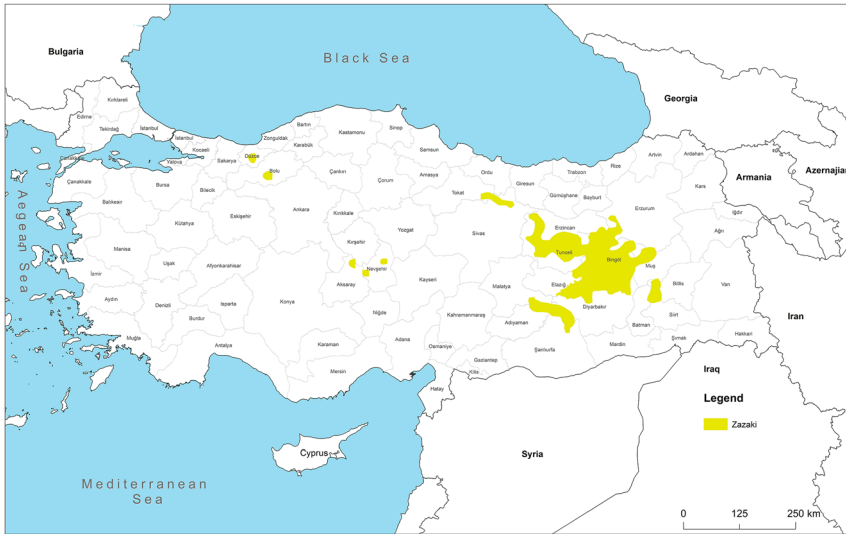 Bulgaria
Black Sea
Georgia
Armania
Azernajian
Iran
Iraq
Syria
Cyprus
Aegean Sea
Mediterranean
Sea
Kırklareli
Edirne
Tekirdağ
İstanbul
İstanbul
Kocaeli
Yalova
Sakarya
Düzce
Bolu
Zonguldak
Bartın
Karabük
Kastamonu
Sinop
Samsun
Ordu
Giresun
Trabzon
Rize
Artvin
Ardahan
Kars
Iğdır
Ağrı
Erzurum
Bayburt
Gümüşhane
Tokat
Amasya
Çorum
Çankırı
Ankara
Kırıkkale
Yozgat
Sivas
Erzincan
Tunceli
Bingöl
Muş
Bitlis
Van
Hakkari
Şırnak
Siirt
Batman
Mardin
Diyarbakır
Elazığ
Malatya
Adıyaman
Şanlıurfa
Gaziantep
Kilis
Kahramanmaraş
Osmaniye
Hatay
Adana
Mersin
Karaman
Niğde
Kayseri
Nevşehir
Kırşehir
Aksaray
Konya
Eskişehir
Bilecik
Bursa
Çanakkale
Çanakkale
Balıkesir
Kütahya
Manisa
Uşak
Afyonkarahisar
İzmir
Aydın
Denizli
Isparta
Burdur
Muğla
Antalya
Legend
Zazaki
0 125 250 km